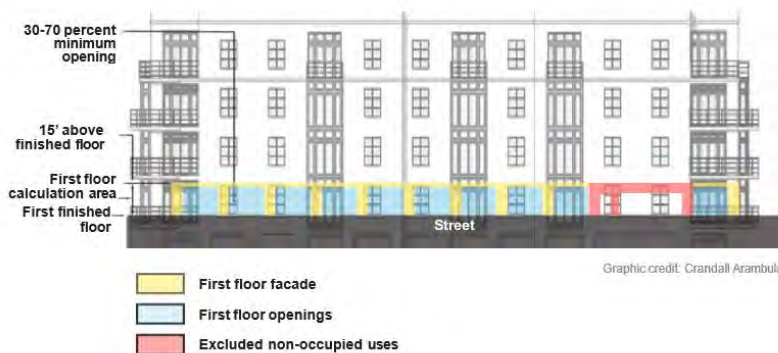 30-70 percent
minimum
opening
15' above
finished floor
First floor
calculation area
First finished
floor
Street
Graphic credit: Crandall Arambula
First floor facade
First floor openings
Excluded non-occupied uses